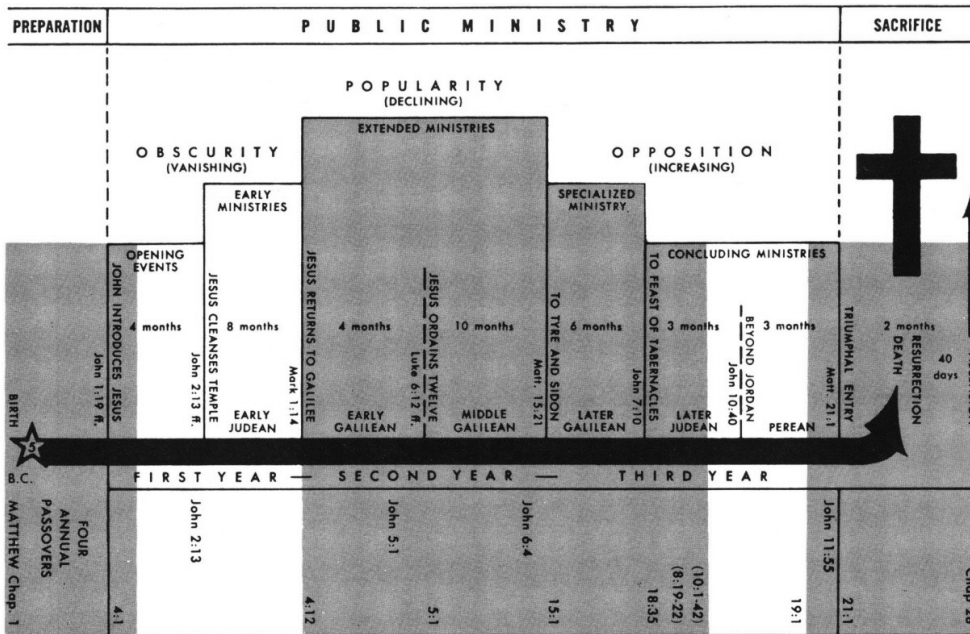 PREPARATION
PUBLIC MINISTRY
SACRIFICE
POPULARITY
(DECLINING)
EXTENDED MINISTRIES
OBSCURITY
(VANISHING)
OPPOSITION
(INCREASING)
EARLY
MINISTRIES
SPECIALIZED
MINISTRY
OPENING
EVENTS
CONCLUDING MINISTRIES
BIRTH
JOHN INTRODUCES JESUS
John 1:19 ff.
4 months
JESUS CLEANSES TEMPLE
John 2:13 ff.
8 months
EARLY
JUDEAN
JESUS RETURNS TO GALILEE
Mark 1:14
4 months
EARLY
GALILEAN
JESUS ORDAINS TWELVE
Luke 6:12 ff.
10 months
MIDDLE
GALILEAN
TO TYRE AND SIDON
Matt. 15:21
6 months
LATER
GALILEAN
TO FEAST OF TABERNACLES
John 7:10
3 months
LATER
JUDEAN
BEYOND JORDAN
John 10:40
3 months
PEREAN
TRIUMPHAL ENTRY
Matt. 21:1
2 months
RESURRECTION
DEATH
40
days
5
B.C.
FIRST YEAR — SECOND YEAR — THIRD YEAR
FOUR
ANNUAL
PASSOVERS
John 2:13
John 5:1
John 6:4
John 11:55
MATTHEW Chap. 1
4:1
4:12
5:1
15:1
18:35
(8:19-22)
(10:1-42)
19:1
21:1